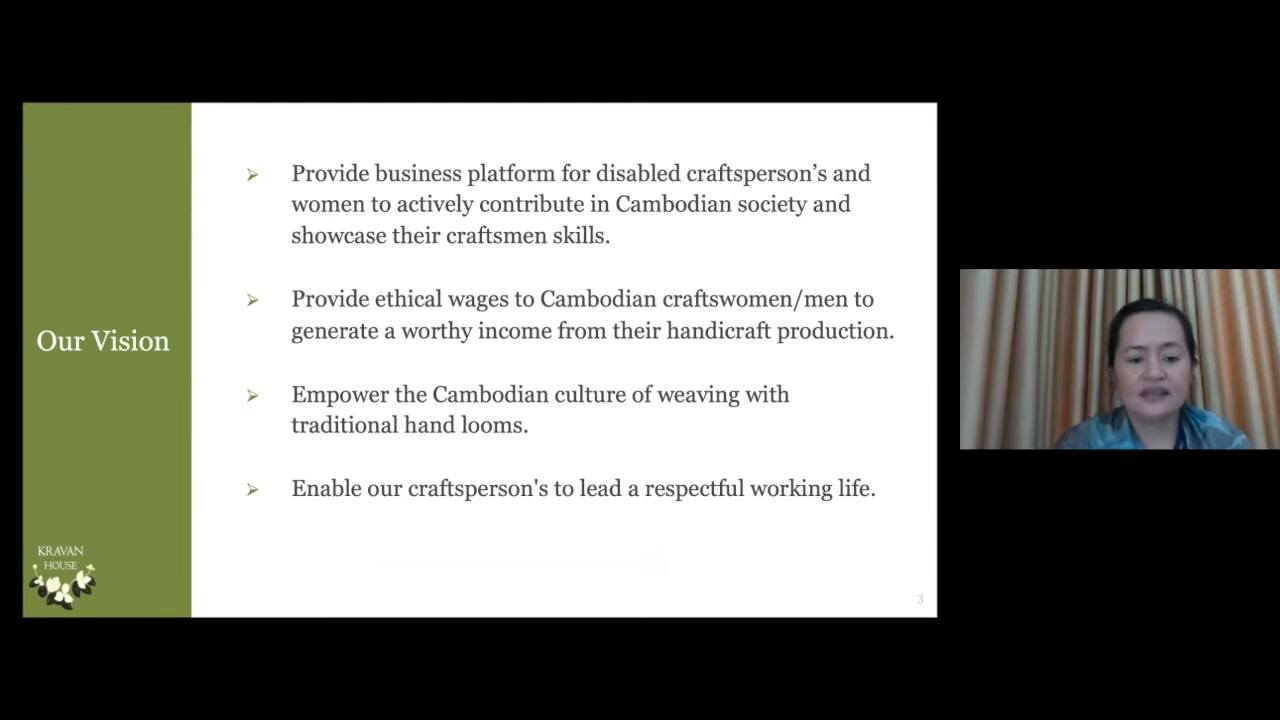 Our Vision
Provide business platform for disabled craftsperson’s and
women to actively contribute in Cambodian society and
showcase their craftsmen skills.
Provide ethical wages to Cambodian craftswomen/men to
generate a worthy income from their handicraft production.
Empower the Cambodian culture of weaving with
traditional hand looms.
Enable our craftsperson's to lead a respectful working life.
KRAVAN
HOUSE
3